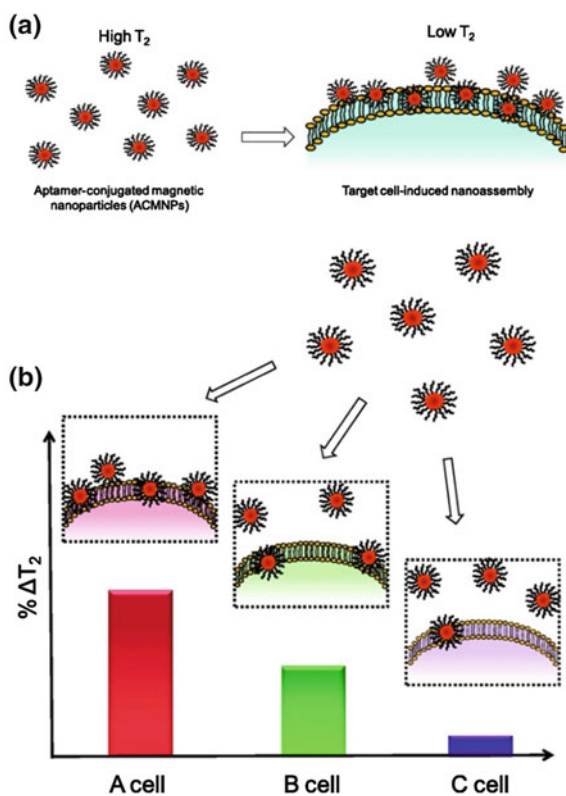 (a)
High T2
Low T2
Aptamer-conjugated magnetic
nanoparticles (ACMNPs)
Target cell-induced nanoassembly
(b)
% ΔT2
A cell
B cell
C cell